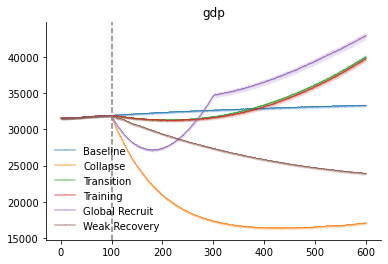 gdp
40000
35000
30000
25000
20000
15000
Baseline
Collapse
Transition
Training
Global Recruit
Weak Recovery
0
100
200
300
400
500
600